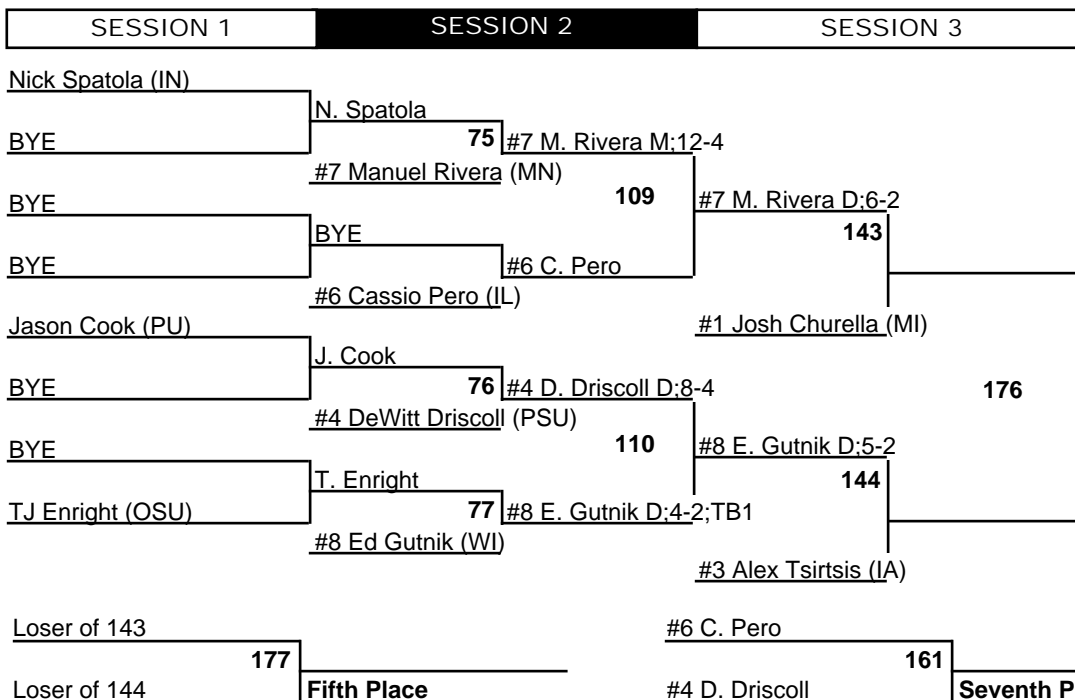 SESSION 1 SESSION 2 SESSION 3
Nick Spatola (IN)
N. Spatola
BYE 75 #7 M. Rivera M;12-4
#7 Manuel Rivera (MN)
BYE 109 #7 M. Rivera D;6-2
BYE 143
BYE #6 C. Pero
#6 Cassio Pero (IL)
Jason Cook (PU) #1 Josh Churella (MI)
J. Cook
BYE 76 #4 D. Driscoll D;8-4 176
#4 DeWitt Driscoll (PSU)
BYE 110 #8 E. Gutnik D;5-2
T. Enright 144
TJ Enright (OSU) 77 #8 E. Gutnik D;4-2;TB1
#8 Ed Gutnik (WI)
#3 Alex Tsirtsis (IA)
Loser of 143 #6 C. Pero
177 161
Loser of 144 Fifth Place #4 D. Driscoll Seventh P